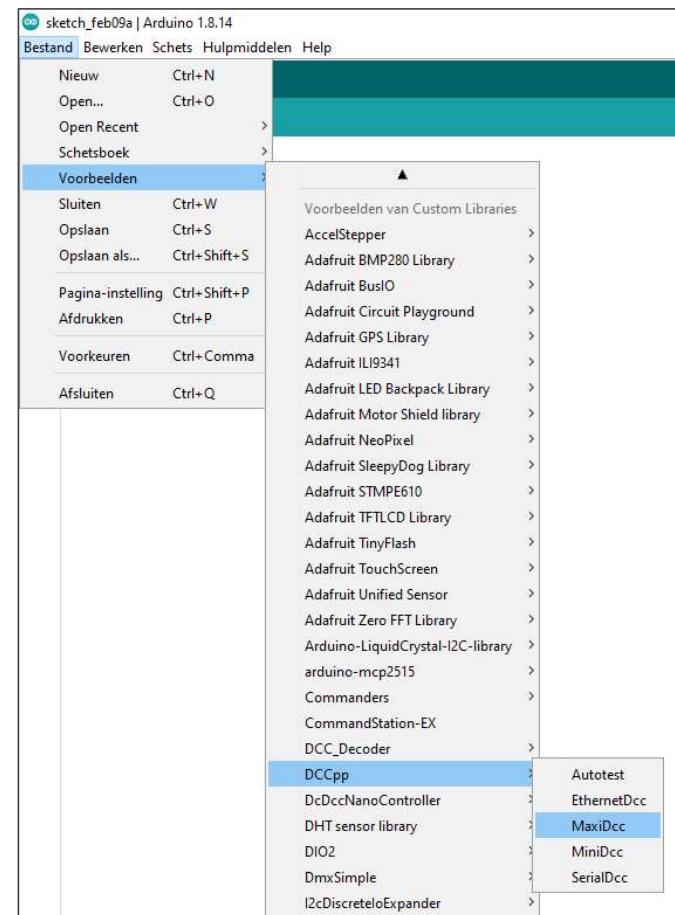 sketch_feb09a | Arduino 1.8.14
Bestand Bewerken Schets Hulpmiddelen Help
Nieuw Ctrl+N
Open... Ctrl+O
Open Recent
Schetsboek
Voorbeelden
Sluiten Ctrl+W
Opslaan Ctrl+S
Opslaan als... Ctrl+Shift+S
Pagina-instelling Ctrl+Shift+P
Afdrukken Ctrl+P
Voorkeuren Ctrl+Comma
Afsluiten Ctrl+Q
Voorbeelden van Custom Libraries
AccelStepper
Adafruit BMP280 Library
Adafruit BusIO
Adafruit Circuit Playground
Adafruit GPS Library
Adafruit ILI9341
Adafruit LED Backpack Library
Adafruit Motor Shield library
Adafruit NeoPixel
Adafruit SleepyDog Library
Adafruit STMPE610
Adafruit TFTLCD Library
Adafruit TinyFlash
Adafruit TouchScreen
Adafruit Unified Sensor
Adafruit Zero FFT Library
Arduino-LiquidCrystal-I2C-library
arduino-mcp2515
Commanders
CommandStation-EX
DCC_Decoder
DCCpp
DcDccNanoController
DHT sensor library
DIO2
DmxSimple
I2cDiscreteIoExpander
Autotest
EthernetDcc
MaxiDcc
MiniDcc
SerialDcc